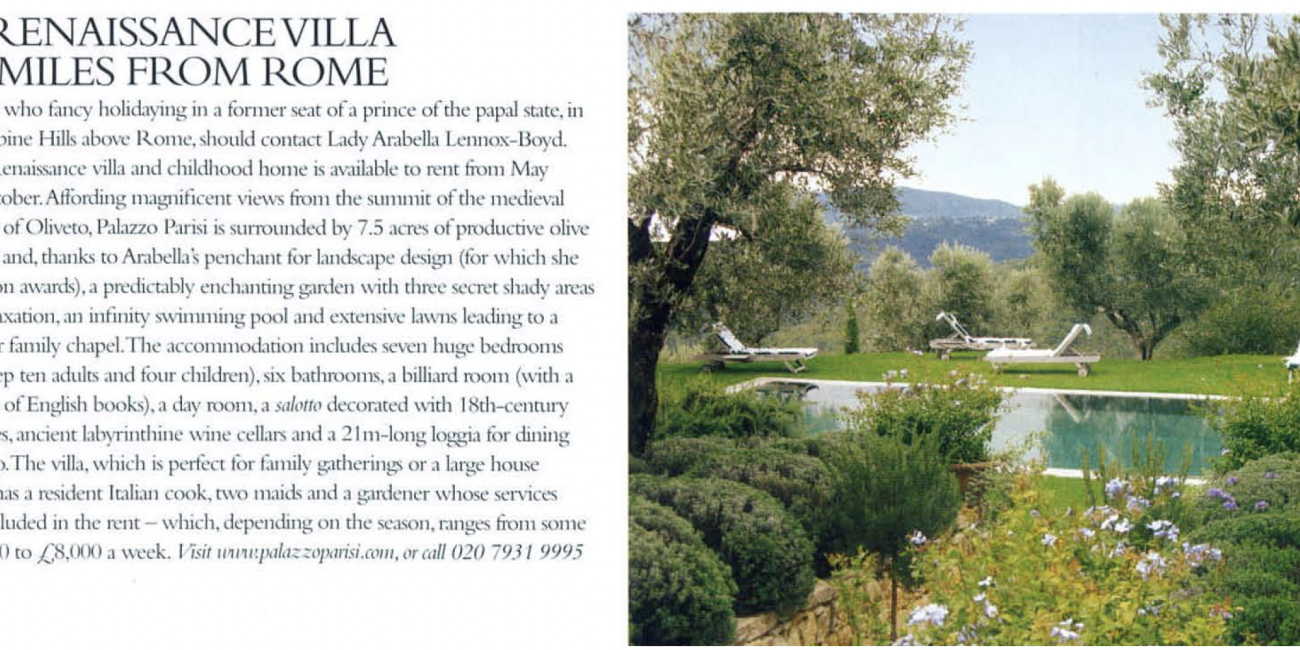 RENAISSANCE VILLA
MILES FROM ROME
who fancy holidaying in a former seat of a prince of the papal state, in
bine Hills above Rome, should contact Lady Arabella Lennox-Boyd.
enaissance villa and childhood home is available to rent from May
tober. Affording magnificent views from the summit of the medieval
of Oliveto, Palazzo Parisi is surrounded by 7.5 acres of productive olive
and, thanks to Arabella's penchant for landscape design (for which she
on awards), a predictably enchanting garden with three secret shady areas
axation, an infinity swimming pool and extensive lawns leading to a
r family chapel. The accommodation includes seven huge bedrooms
ep ten adults and four children), six bathrooms, a billiard room (with a
of English books), a day room, a salotto decorated with 18th-century
es, ancient labyrinthine wine cellars and a 21m-long loggia for dining
o. The villa, which is perfect for family gatherings or a large house
has a resident Italian cook, two maids and a gardener whose services
luded in the rent – which, depending on the season, ranges from some
0 to £8,000 a week. Visit www.palazzoparisi.com, or call 020 7931 9995